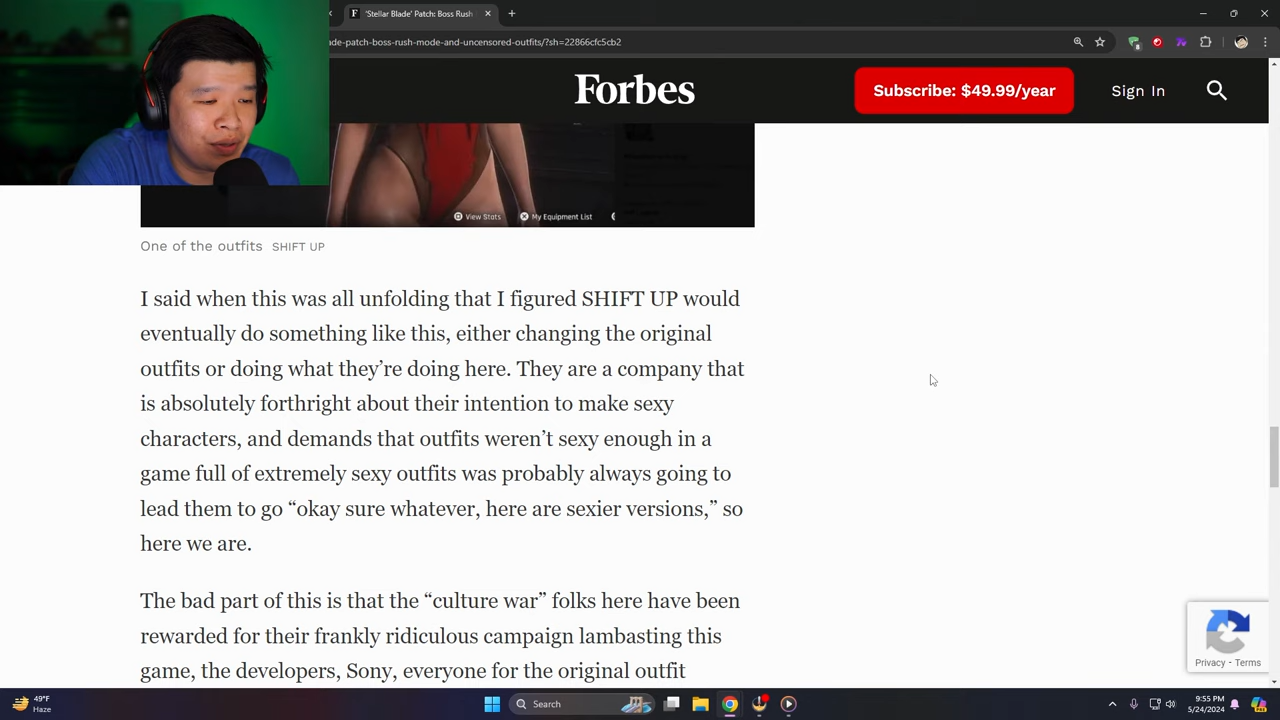 'Stellar Blade' Patch: Boss Rush
de-patch-boss-rush-mode-and-uncensored-outfits/?sh=22866cfc5cb2
Forbes
Subscribe: $49.99/year
Sign In
View Stats
My Equipment List
One of the outfits SHIFT UP
I said when this was all unfolding that I figured SHIFT UP would
eventually do something like this, either changing the original
outfits or doing what they’re doing here. They are a company that
is absolutely forthright about their intention to make sexy
characters, and demands that outfits weren’t sexy enough in a
game full of extremely sexy outfits was probably always going to
lead them to go “okay sure whatever, here are sexier versions,” so
here we are.
The bad part of this is that the “culture war” folks here have been
rewarded for their frankly ridiculous campaign lambasting this
game, the developers, Sony, everyone for the original outfit
Privacy - Terms
49°F
Haze
Search
9:55 PM
5/24/2024